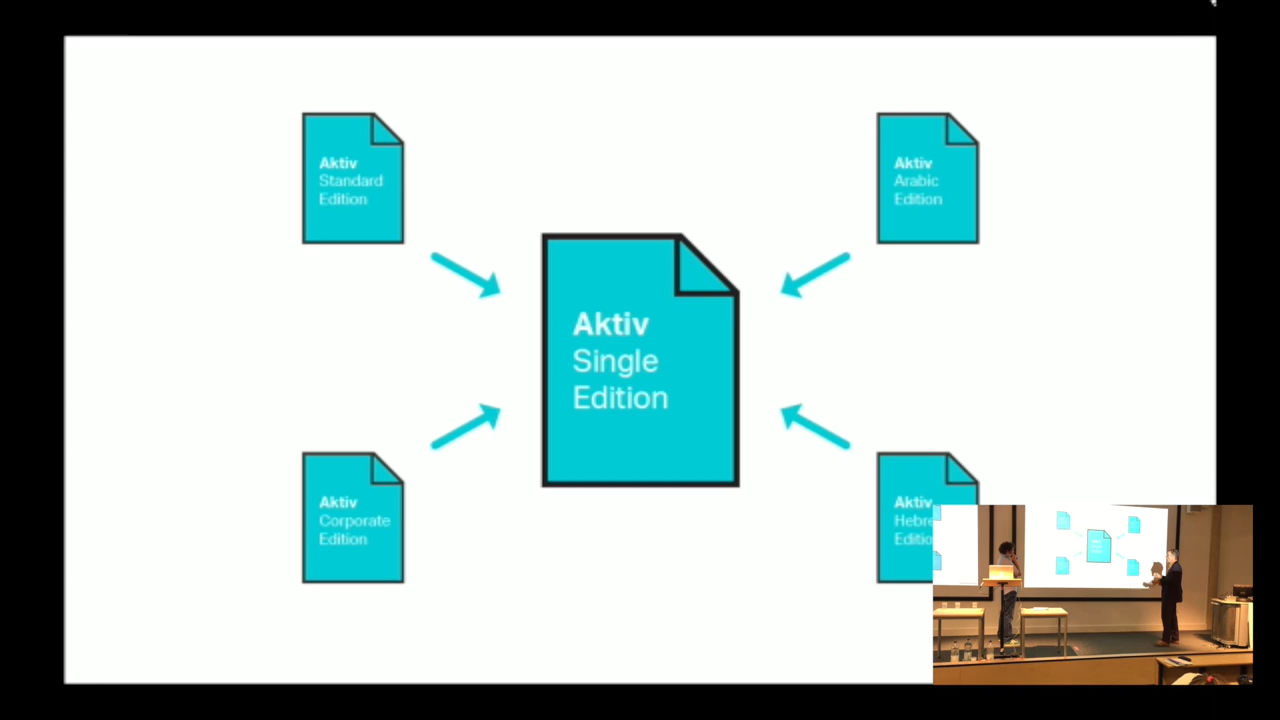 Aktiv
Standard
Edition
Aktiv
Arabic
Edition
Aktiv
Single
Edition
Aktiv
Corporate
Edition
Aktiv